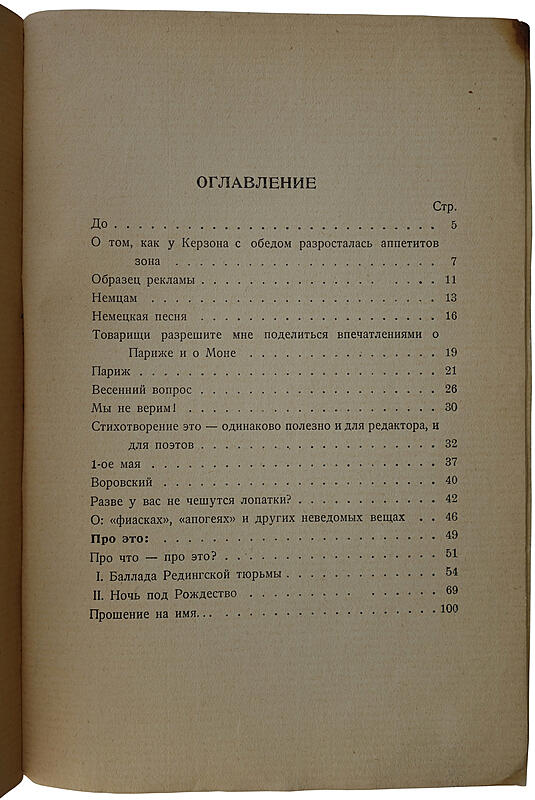 ОГЛАВЛЕНИЕ
Стр.
До . . . . . . . . . . . . . . . . . . . . . . . . . . . . 5
О том, как у Керзона с обедом разросталась аппетитов
зона . . . . . . . . . . . . . . . . . . . . . . . 7
Образец рекламы . . . . . . . . . . . . . . . . . . . . 11
Немцам . . . . . . . . . . . . . . . . . . . . . . . . 13
Немецкая песня . . . . . . . . . . . . . . . . . . . . 16
Товарищи разрешите мне поделиться впечатлениями о
Париже и о Моне . . . . . . . . . . . . . . . . 19
Париж . . . . . . . . . . . . . . . . . . . . . . . . . 21
Весенний вопрос . . . . . . . . . . . . . . . . . . . . 26
Мы не верим! . . . . . . . . . . . . . . . . . . . . . 30
Стихотворение это — одинаково полезно и для редактора, и
для поэтов . . . . . . . . . . . . . . . . . . . . 32
1-ое мая . . . . . . . . . . . . . . . . . . . . . . . . 37
Воровский . . . . . . . . . . . . . . . . . . . . . . . 40
Разве у вас не чешутся лопатки? . . . . . . . . . . . . 42
О: «фиасках», «апогеях» и других неведомых вещах . . 46
Про это: . . . . . . . . . . . . . . . . . . . . . . . . 49
Про что — про это? . . . . . . . . . . . . . . . . . . 51
I. Баллада Редингской тюрьмы . . . . . . . . . . . . . 54
II. Ночь под Рождество . . . . . . . . . . . . . . . . 69
Прошение на имя... . . . . . . . . . . . . . . . . . . 100